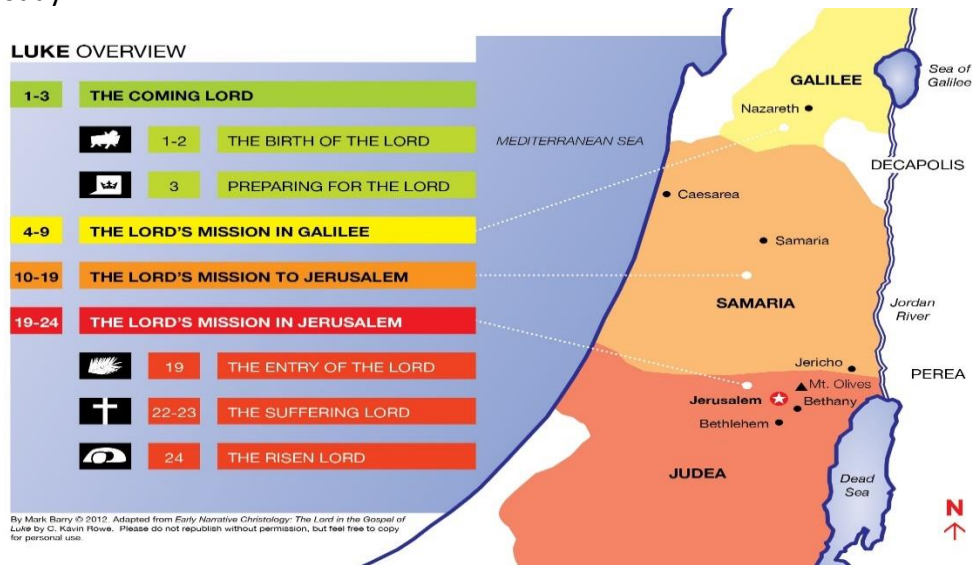 LUKE OVERVIEW
1-3 THE COMING LORD
1-2 THE BIRTH OF THE LORD
3 PREPARING FOR THE LORD
4-9 THE LORD'S MISSION IN GALILEE
10-19 THE LORD'S MISSION TO JERUSALEM
19-24 THE LORD'S MISSION IN JERUSALEM
19 THE ENTRY OF THE LORD
22-23 THE SUFFERING LORD
24 THE RISEN LORD
By Mark Barry © 2012. Adapted from Early Narrative Christology: The Lord in the Gospel of
Luke by C. Kavin Rowe. Please do not republish without permission, but feel free to copy
for personal use.
MEDITERRANEAN SEA
GALILEE
Sea of
Galilee
Nazareth
DECAPOLIS
Caesarea
Samaria
SAMARIA
Jordan
River
Jericho
PEREA
Mt. Olives
Jerusalem
Bethany
Bethlehem
JUDEA
Dead
Sea
N